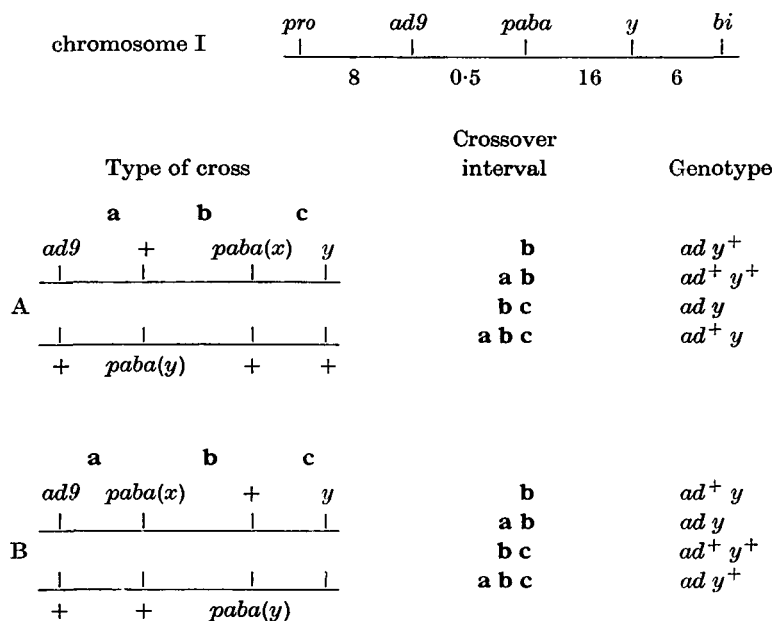 pro ad9 paba y bi
chromosome I
8 0·5 16 6
Crossover
Type of cross interval Genotype
a b c
ad9 + paba(x) y b ad y+
a b ad+ y+
A b c ad y
a b c ad+ y
+ paba(y) + +
a b c
ad9 paba(x) + y b ad+ y
a b ad y
B b c ad+ y+
a b c ad y+
+ + paba(y)